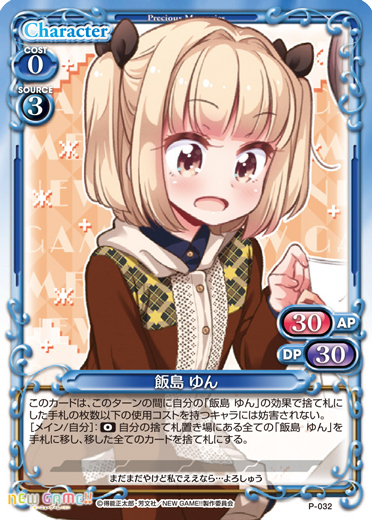 Precious Memories
Character
COST
0
SOURCE
3
30 AP
DP 30
飯島 ゆん
このカードは、このターンの間に自分の「飯島 ゆん」の効果で捨て札に
した手札の枚数以下の使用コストを持つキャラには妨害されない。
[メイン/自分]: 0 自分の捨て札置き場にある全ての「飯島 ゆん」を
手札に移し、移した全てのカードを捨て札にする。
まだまだやけど私でええなら…よろしゅう
NEW GAME!!
©得能正太郎・芳文社/NEW GAME!!製作委員会
P-032